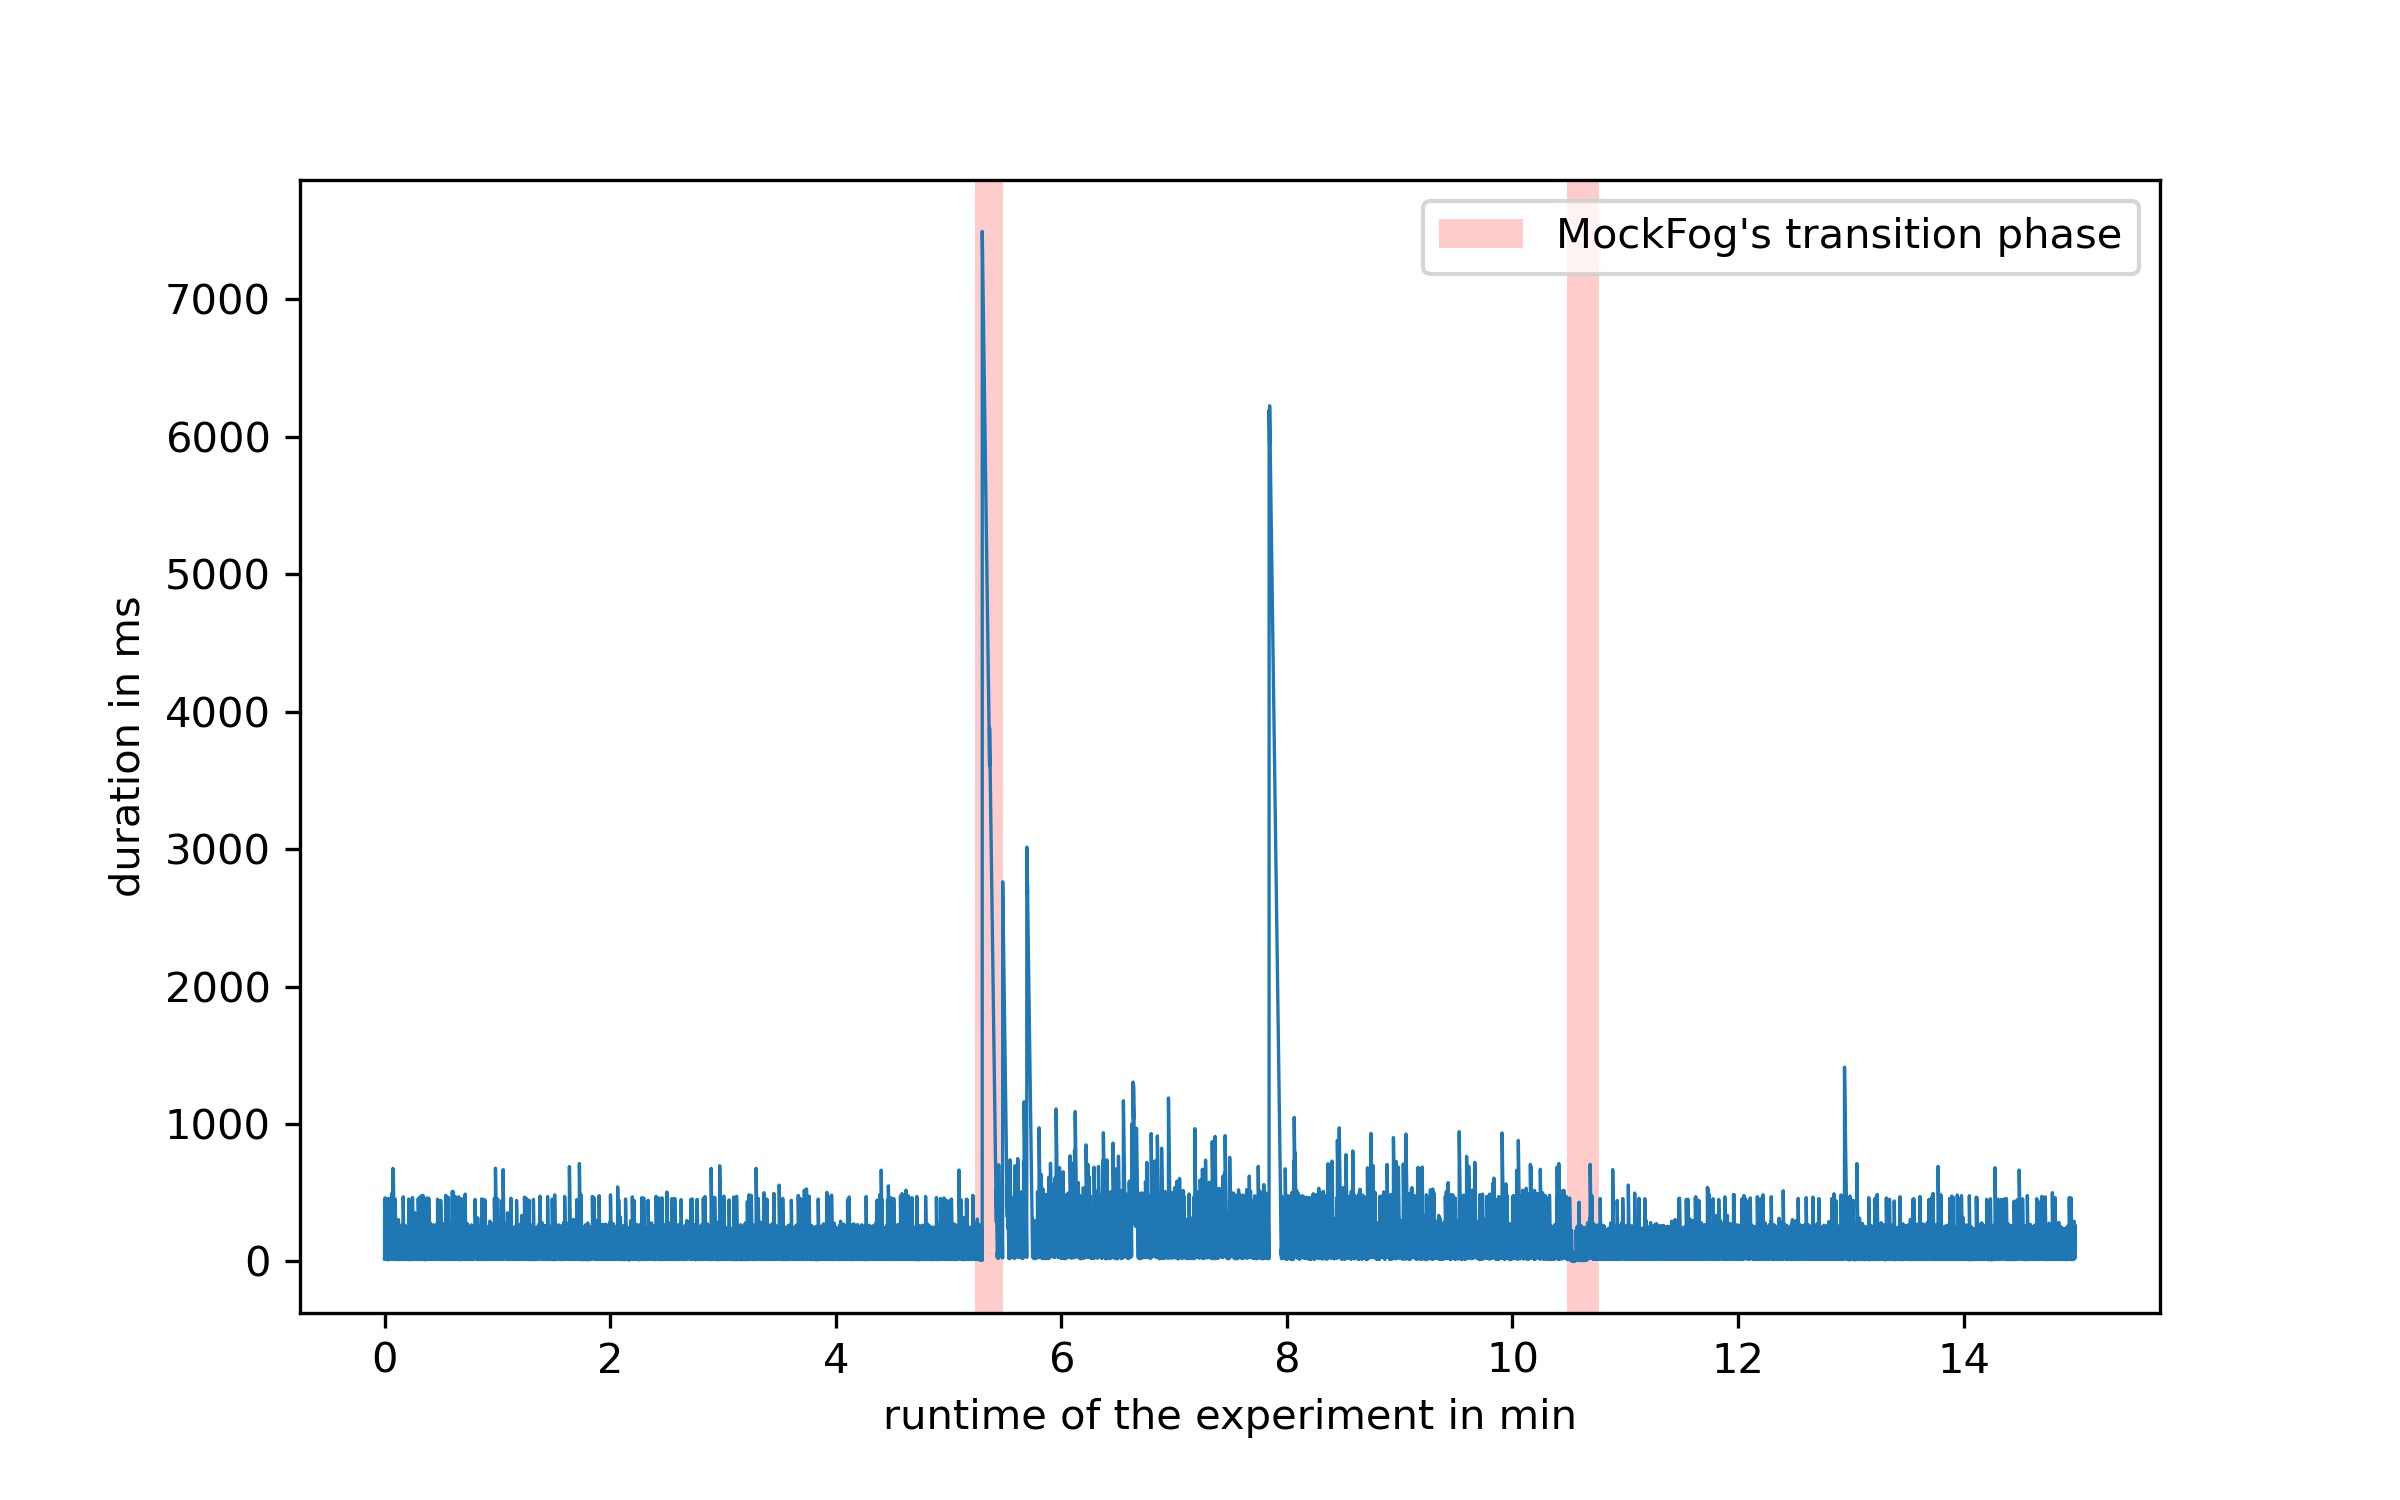 MockFog's transition phase
7000
6000
5000
4000
3000
2000
1000
0
duration in ms
0 2 4 6 8 10 12 14
runtime of the experiment in min